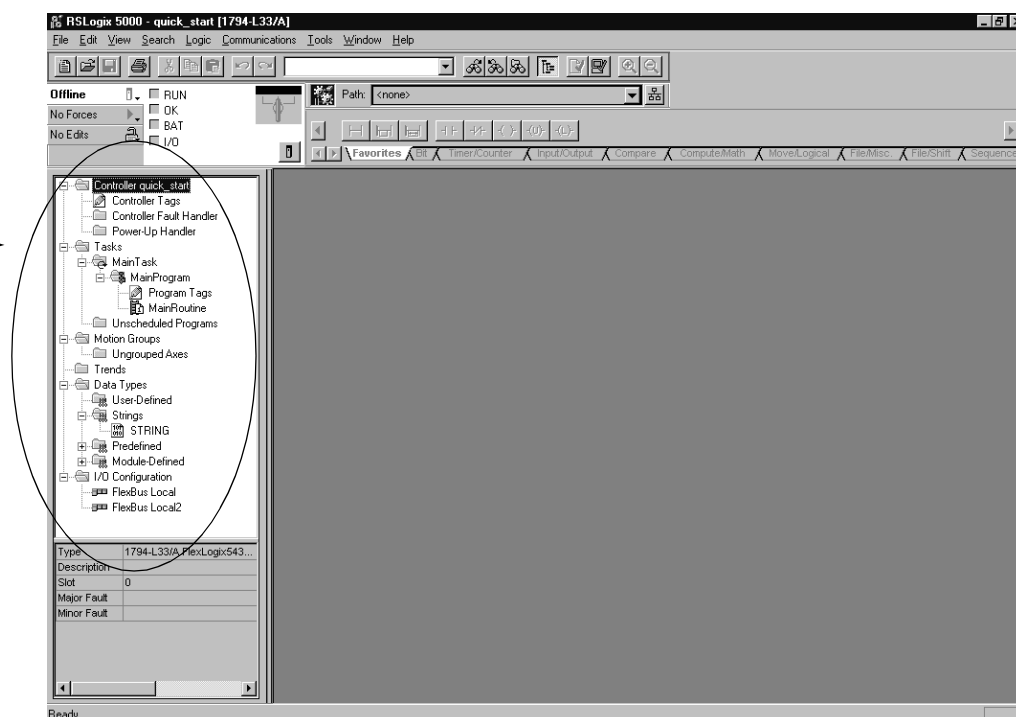 RSLogix 5000 - quick_start [1794-L33/A]
File Edit View Search Logic Communications Tools Window Help
Offline
RUN
No Forces
OK
No Edits
BAT
I/O
Path: <none>
Favorites Bit Timer/Counter Input/Output Compare Compute/Math Move/Logical File/Misc. File/Shift Sequence
Controller quick_start
Controller Tags
Controller Fault Handler
Power-Up Handler
Tasks
MainTask
MainProgram
Program Tags
MainRoutine
Unscheduled Programs
Motion Groups
Ungrouped Axes
Trends
Data Types
User-Defined
Strings
STRING
Predefined
Module-Defined
I/O Configuration
FlexBus Local
FlexBus Local2
Type 1794-L33/A FlexLogix543...
Description
Slot 0
Major Fault
Minor Fault
Ready